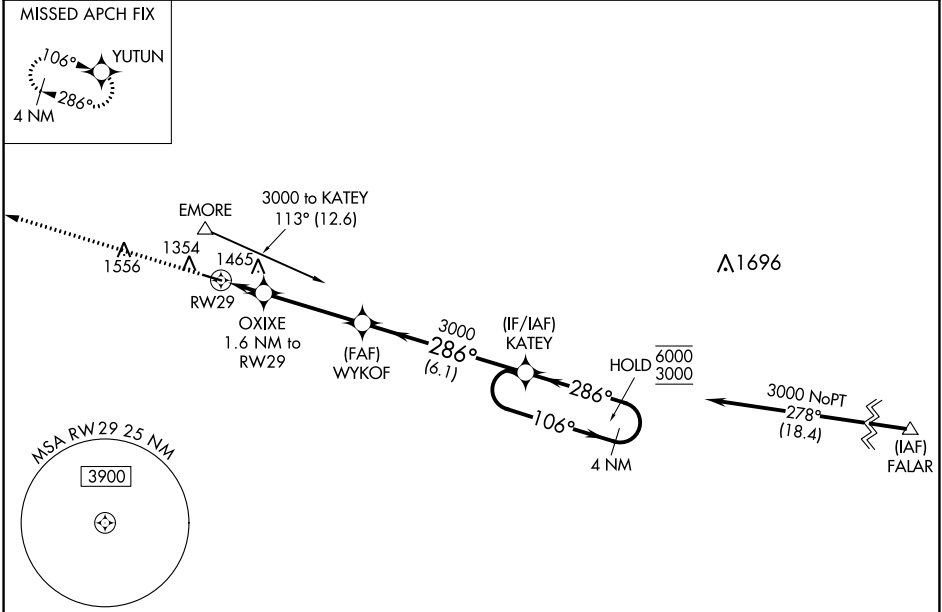 MISSED APCH FIX
106°
YUTUN
286°
4 NM
3000 to KATEY
113° (12.6)
EMORE
1556
1354
1465
1696
RW29
OXIXE
1.6 NM to
RW29
(FAF)
WYKOF
3000
286°
(6.1)
(IF/IAF)
KATEY
HOLD
6000
3000
286°
106°
4 NM
3000 NoPT
278°
(18.4)
(IAF)
FALAR
MSA RW29 25 NM
3900